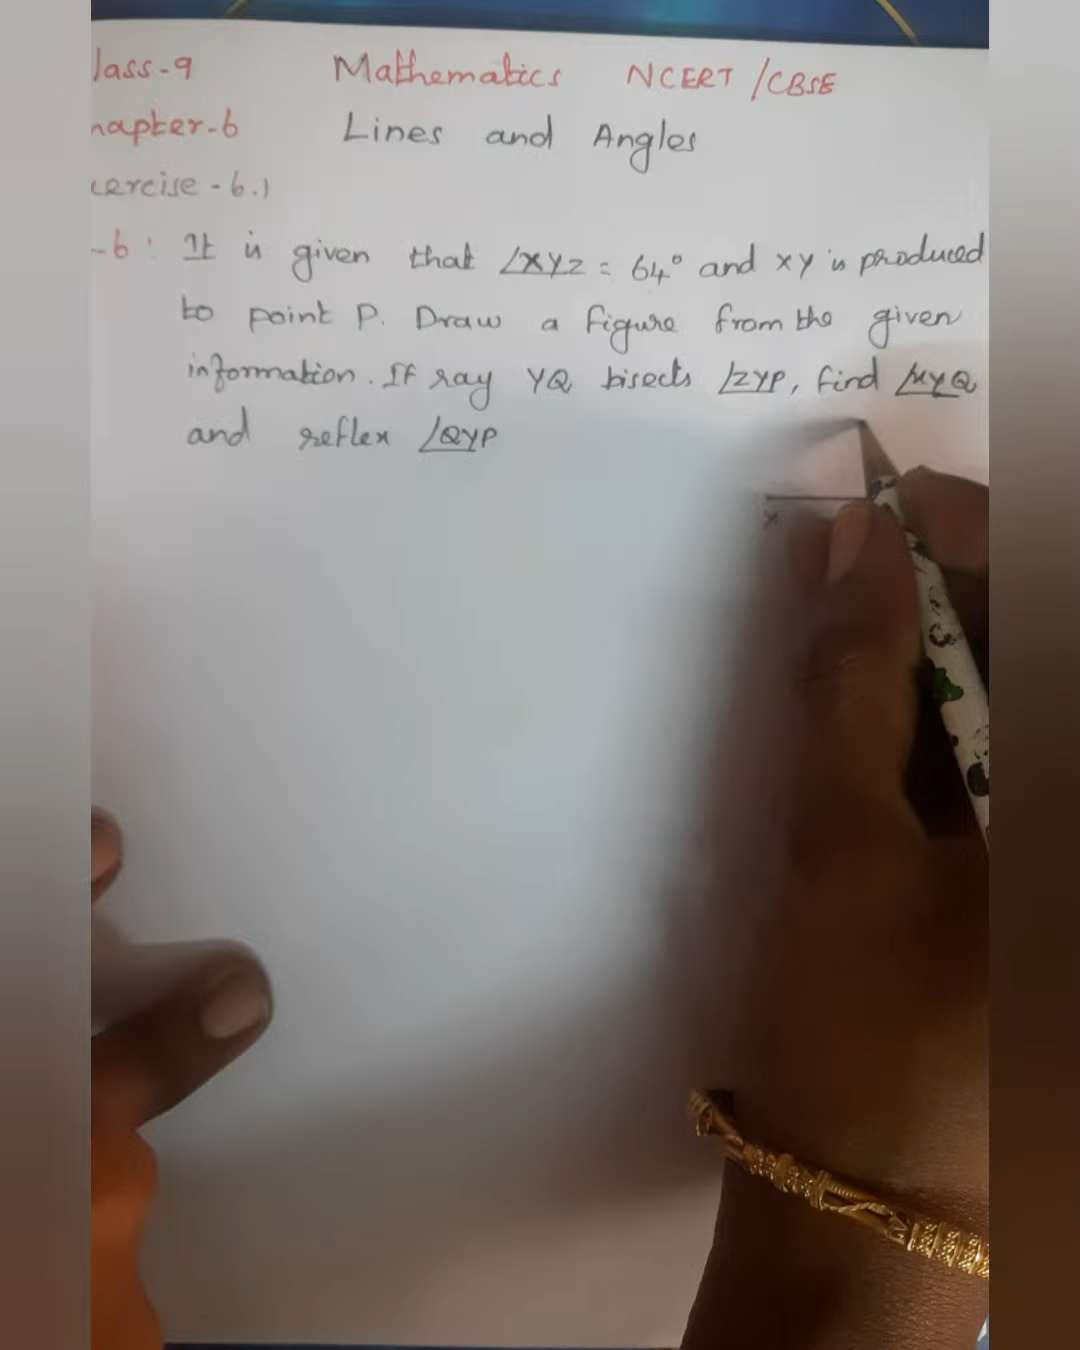 lass-9 Mathematics NCERT/CBSE
hapter-6 Lines and Angles
ercise-6.1
-6: It is given that ∠XYZ = 64° and XY is produced
to point P. Draw a figure from the given
information. If ray YQ bisects ∠ZYP, find ∠XYQ
and reflex ∠QYP
X